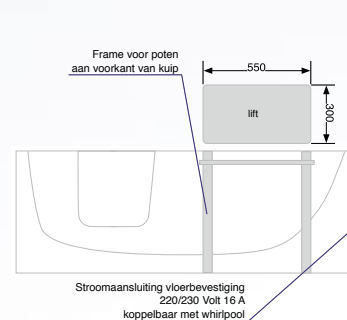 Frame voor poten
aan voorkant van kuip
550
lift
300
Stroomaansluiting vloerbevestiging
220/230 Volt 16 A
koppelbaar met whirlpool